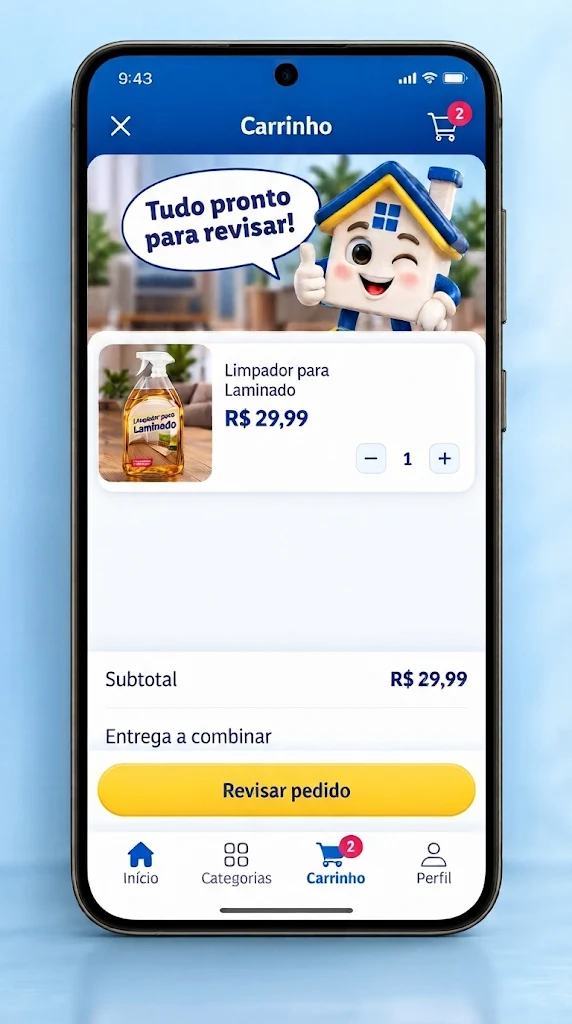 9:43
Carrinho
2
Tudo pronto
para revisar!
Limpador para
Laminado
R$ 29,99
1
Laminado
Subtotal
R$ 29,99
Entrega a combinar
Revisar pedido
2
Início
Categorias
Carrinho
Perfil